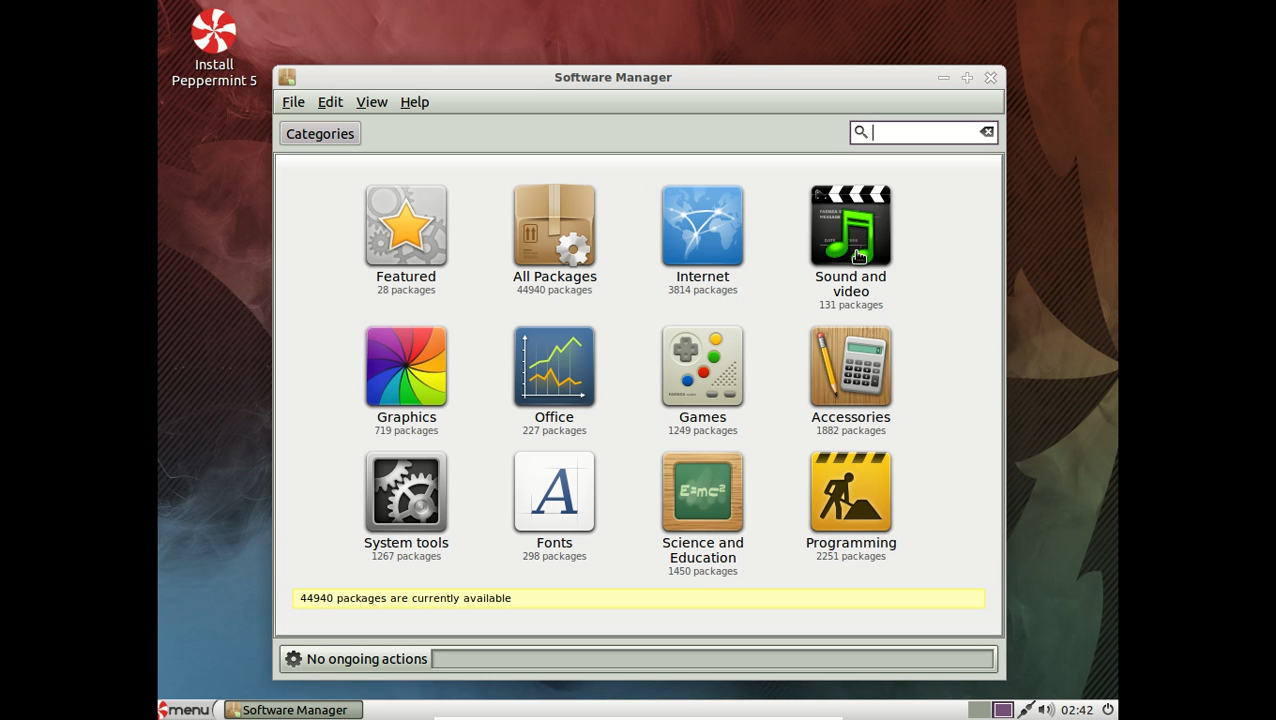 Install
Peppermint 5
Software Manager
File Edit View Help
Categories
Featured
28 packages
All Packages
44940 packages
Internet
3814 packages
Sound and
video
131 packages
Graphics
719 packages
Office
227 packages
Games
1249 packages
Accessories
1882 packages
System tools
1267 packages
Fonts
298 packages
E=mc²
Science and
Education
1450 packages
Programming
2251 packages
44940 packages are currently available
No ongoing actions
menu
Software Manager
02:42